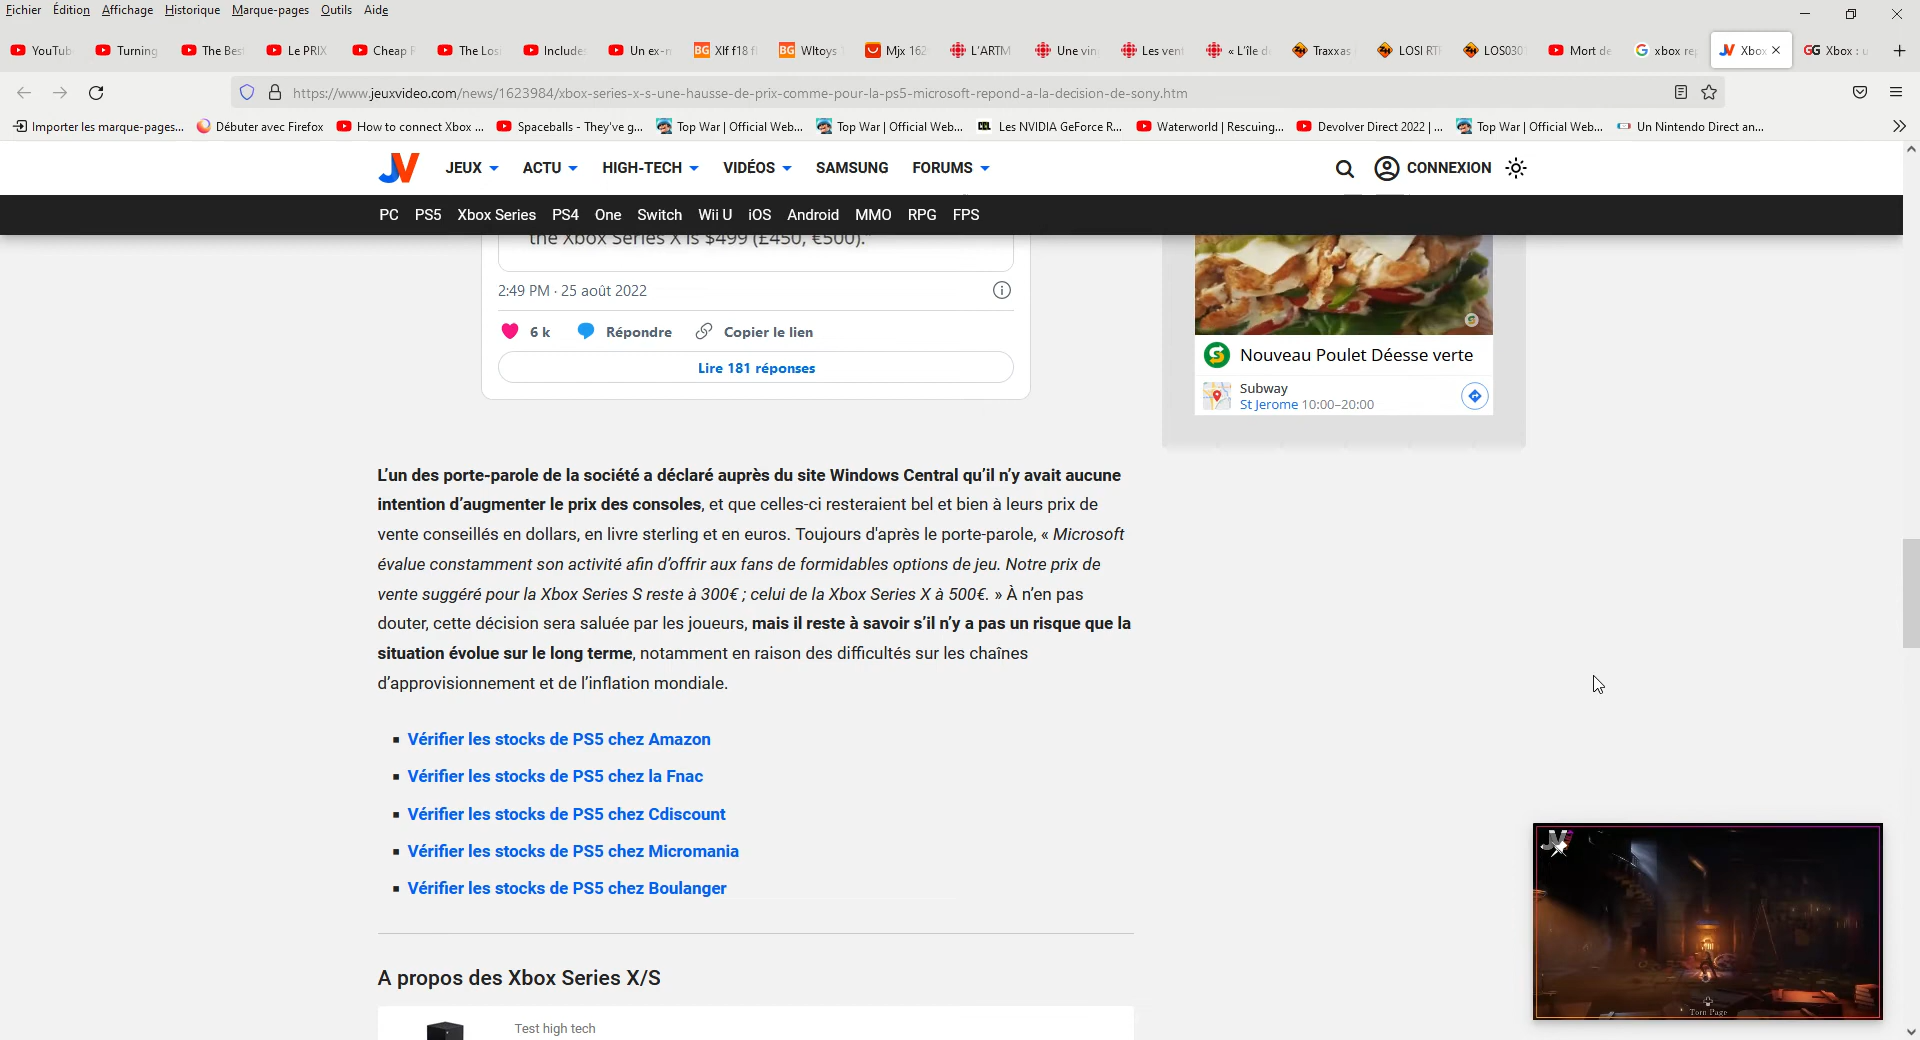 Fichier Édition Affichage Historique Marque-pages Outils Aide
YouTub Turning The Bes Le PRIX Cheap The Los Include Un ex-n Xlf f18 WItoys Mjx 162 L'ARTM Une vin Les ven « L'île d Traxxas LOSI RT LOS030 Mort de xbox rep Xbox Xbox : u
https://www.jeuxvideo.com/news/1623984/xbox-series-x-s-une-hausse-de-prix-comme-pour-la-ps5-microsoft-repond-a-la-decision-de-sony.htm
Importer les marque-pages... Débuter avec Firefox How to connect Xbox ... Spaceballs - They've g... Top War | Official Web... Top War | Official Web... Les NVIDIA GeForce R... Waterworld | Rescuing... Devolver Direct 2022 | ... Top War | Official Web... Un Nintendo Direct an...
JV JEUX ACTU HIGH-TECH VIDÉOS SAMSUNG FORUMS CONNEXION
PC PS5 Xbox Series PS4 One Switch Wii U iOS Android MMO RPG FPS
the Xbox Series X is $499 (£450, €500)."
2:49 PM · 25 août 2022
6 k Répondre Copier le lien
Lire 181 réponses
Nouveau Poulet Déesse verte
Subway
St Jerome 10:00–20:00
L'un des porte-parole de la société a déclaré auprès du site Windows Central qu'il n'y avait aucune
intention d'augmenter le prix des consoles, et que celles-ci resteraient bel et bien à leurs prix de
vente conseillés en dollars, en livre sterling et en euros. Toujours d'après le porte-parole, « Microsoft
évalue constamment son activité afin d'offrir aux fans de formidables options de jeu. Notre prix de
vente suggéré pour la Xbox Series S reste à 300€ ; celui de la Xbox Series X à 500€. » À n'en pas
douter, cette décision sera saluée par les joueurs, mais il reste à savoir s'il n'y a pas un risque que la
situation évolue sur le long terme, notamment en raison des difficultés sur les chaînes
d'approvisionnement et de l'inflation mondiale.
Vérifier les stocks de PS5 chez Amazon
Vérifier les stocks de PS5 chez la Fnac
Vérifier les stocks de PS5 chez Cdiscount
Vérifier les stocks de PS5 chez Micromania
Vérifier les stocks de PS5 chez Boulanger
JV
Torn Page
A propos des Xbox Series X/S
Test high tech